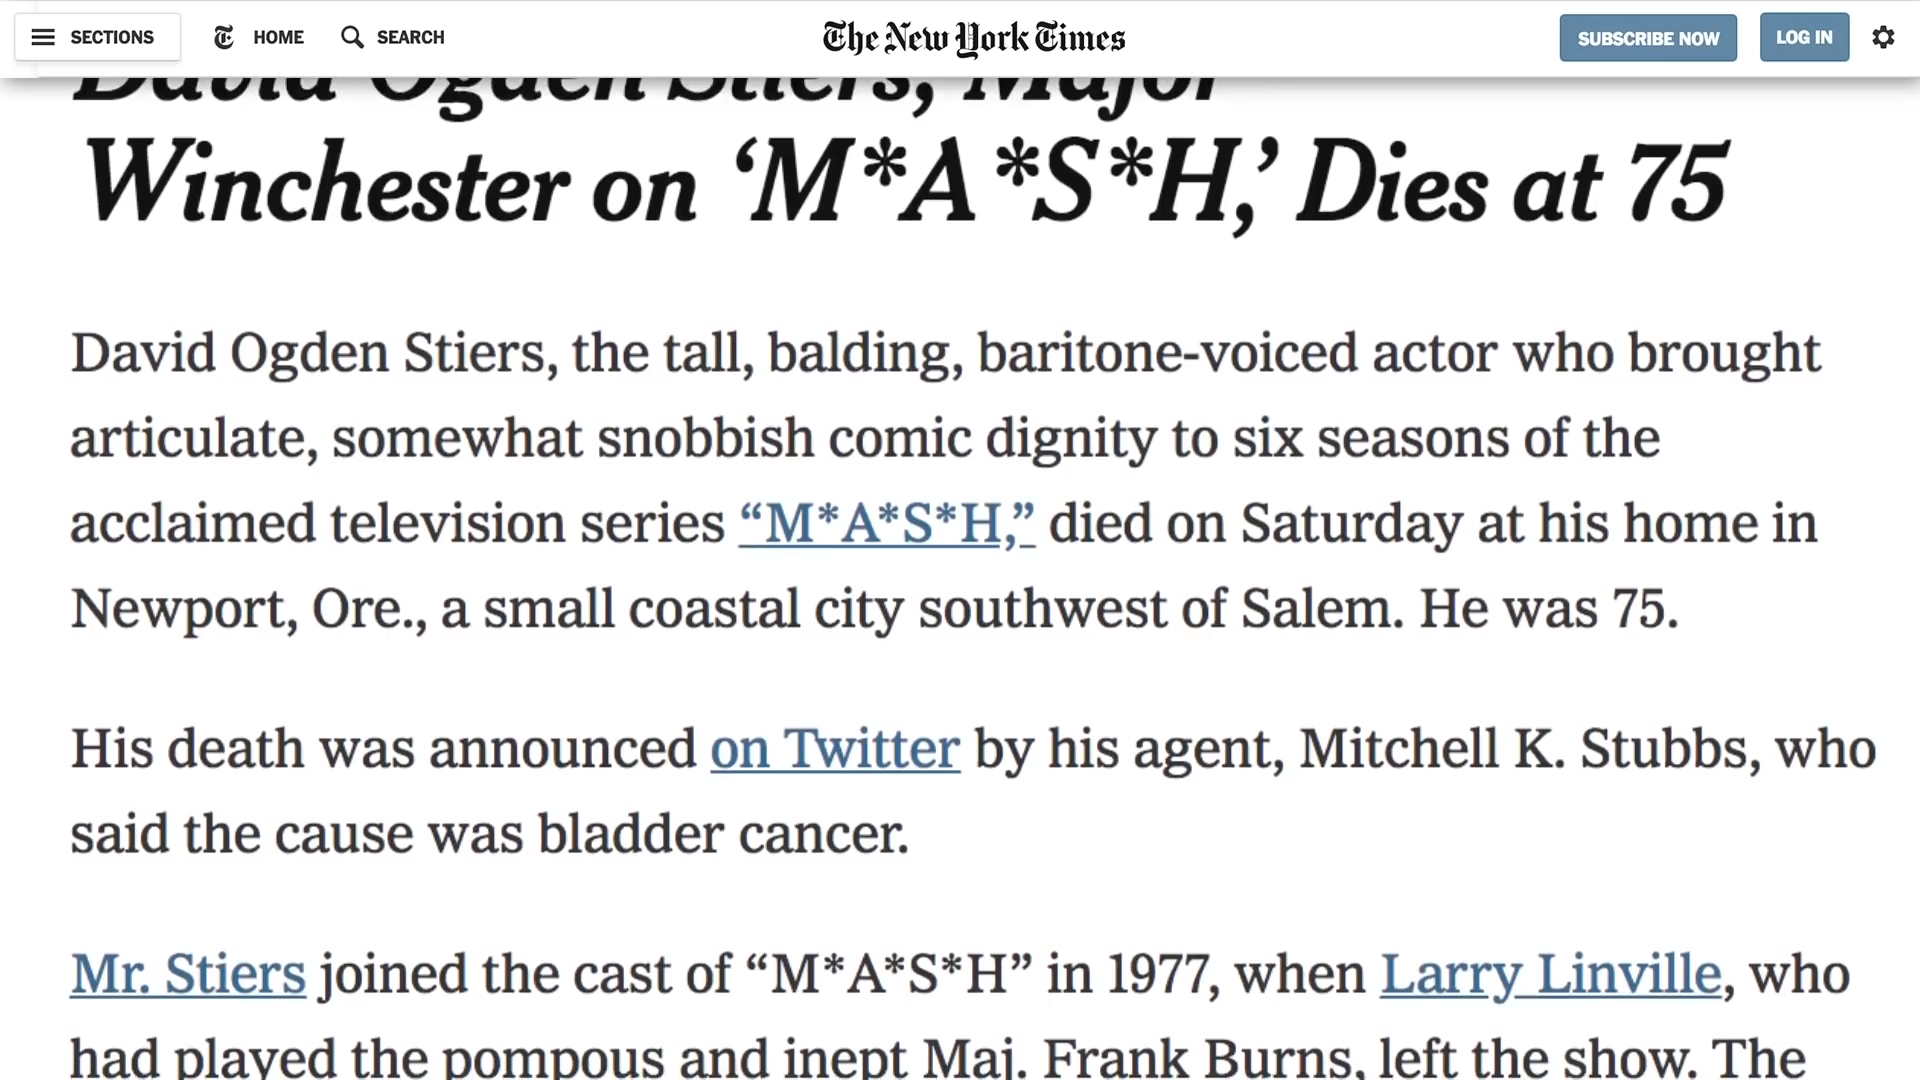 SECTIONS HOME SEARCH The New York Times SUBSCRIBE NOW LOG IN
David Ogden Stiers, Major
Winchester on ‘M*A*S*H,’ Dies at 75
David Ogden Stiers, the tall, balding, baritone-voiced actor who brought
articulate, somewhat snobbish comic dignity to six seasons of the
acclaimed television series “M*A*S*H,” died on Saturday at his home in
Newport, Ore., a small coastal city southwest of Salem. He was 75.
His death was announced on Twitter by his agent, Mitchell K. Stubbs, who
said the cause was bladder cancer.
Mr. Stiers joined the cast of “M*A*S*H” in 1977, when Larry Linville, who
had played the pompous and inept Maj. Frank Burns, left the show. The